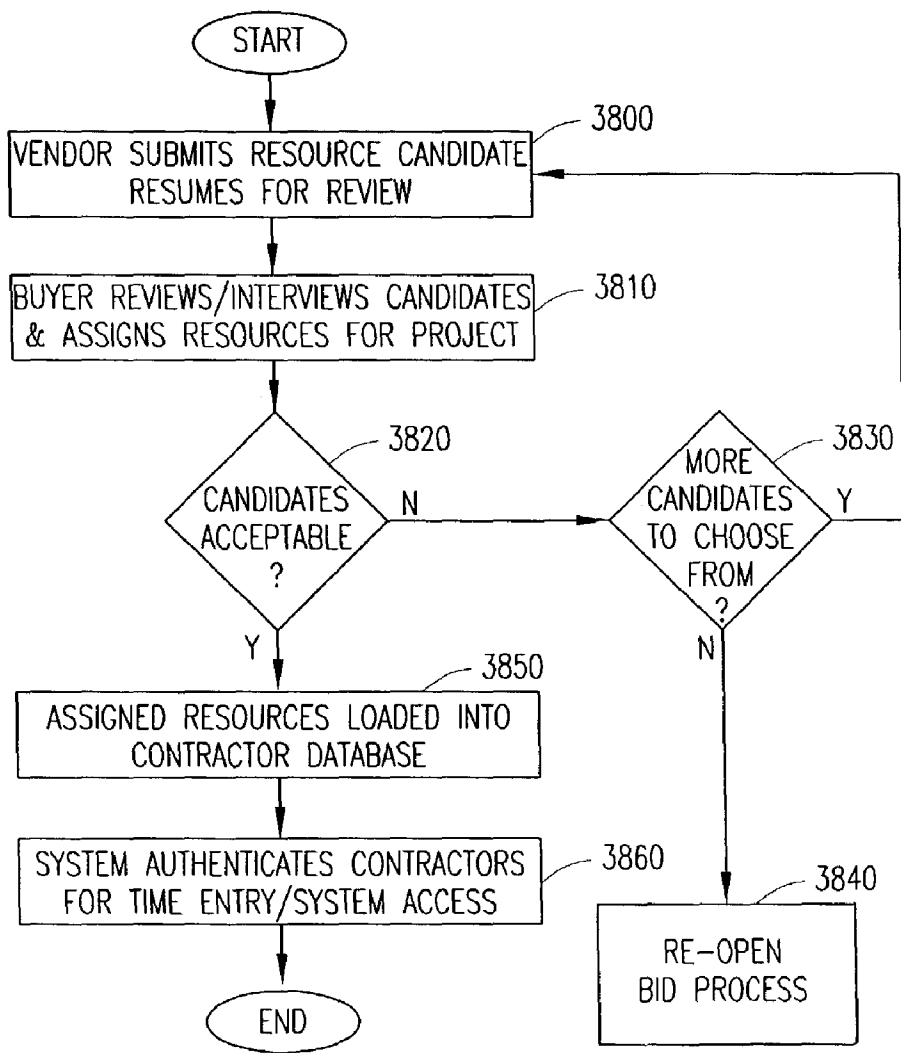 START
3800
VENDOR SUBMITS RESOURCE CANDIDATE
RESUMES FOR REVIEW
3810
BUYER REVIEWS/INTERVIEWS CANDIDATES
& ASSIGNS RESOURCES FOR PROJECT
3820
CANDIDATES
ACCEPTABLE
?
N
3830
MORE
CANDIDATES
TO CHOOSE
FROM
?
Y
N
Y
3850
ASSIGNED RESOURCES LOADED INTO
CONTRACTOR DATABASE
3860
SYSTEM AUTHENTICATES CONTRACTORS
FOR TIME ENTRY/SYSTEM ACCESS
3840
RE-OPEN
BID PROCESS
END